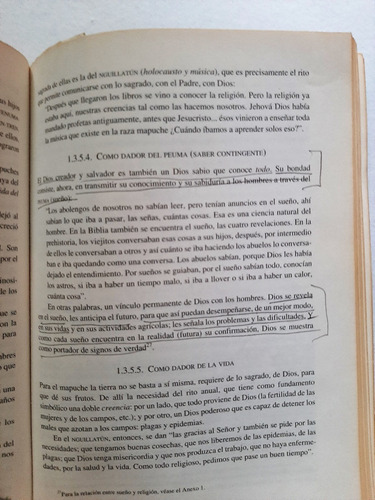 sagrada de ellas es la del NGUILLATÚN (holocausto y música), que es precisamente el rito
que permite comunicarse con lo sagrado, con el Padre, con Dios:
"Después que llegaron los libros se vino a conocer la religión. Pero la religión ya
estaba aquí, nuestras creencias tal como las hacemos nosotros. Jehová Dios había
mandado profetas antiguamente, antes que Jesucristo... ésos vinieron a enseñar toda
la música que existe en la raza mapuche ¿Cuándo íbamos a aprender solos eso?".
1.3.5.4. COMO DADOR DEL PEUMA (SABER CONTINGENTE)
El Dios creador y salvador es también un Dios sabio que conoce todo. Su bondad
consiste, ahora, en transmitir su conocimiento y su sabiduría a los hombres a través del
PEUMA (sueño):
"Los abolengos de nosotros no sabían leer, pero tenían anuncios en el sueño, ahí
sabían lo que iba a pasar, las señas, cuántas cosas. Esa es una ciencia natural del
hombre. En la Biblia también se encuentra el sueño, las cuatro revelaciones. En la
prehistoria, los viejitos conversaban esas cosas a sus hijos, después, por intermedio
de ellos le conversaban a otros y así cuánto se iba haciendo los abuelos lo conversa-
ban e iba quedando como una vertiente. Los abuelos sabían, porque Dios les había
dejado el entendimiento. Por sueños se guiaban, por el sueño sabían todo, conocían
los astros, si iba a haber un tiempo malo, si iba a llover o si iba a haber un calor,
cuánta cosa".
En otras palabras, un vínculo permanente de Dios con los hombres. Dios se revela
en el sueño, les anticipa el futuro, para que así puedan desempeñarse, de un mejor modo,
en sus vidas y en sus actividades agrícolas; les señala los problemas y las dificultades. Y
como cada sueño encuentra en la realidad (futura) su confirmación, Dios se muestra
como portador de signos de verdad
1.3.5.5. COMO DADOR DE LA VIDA
Para el mapuche la tierra no se basta a sí misma, requiere de lo sagrado, de Dios, para
que dé sus frutos. De allí la necesidad del rito anual, que tiene como fundamento
simbólico una doble creencia: por un lado, que todo proviene de Dios (la fertilidad de las
mujeres y de los campos, etc.); y por otro, un Dios poderoso que es capaz de detener los
males que azotan a los campos: plagas y epidemias.
En el NGUILLATÚN, entonces, se dan "las gracias al Señor y también se pide por las
necesidades; que tengamos buenas cosechas, que nos liberemos de las epidemias, de las
plagas; que Dios tenga misericordia y que nos produzca el trabajo, que no haya enferme-
dades, por la salud y la vida. Como todo religioso, pedimos que pase un buen tiempo".
Para la relación entre sueño y religión, véase el Anexo 1.